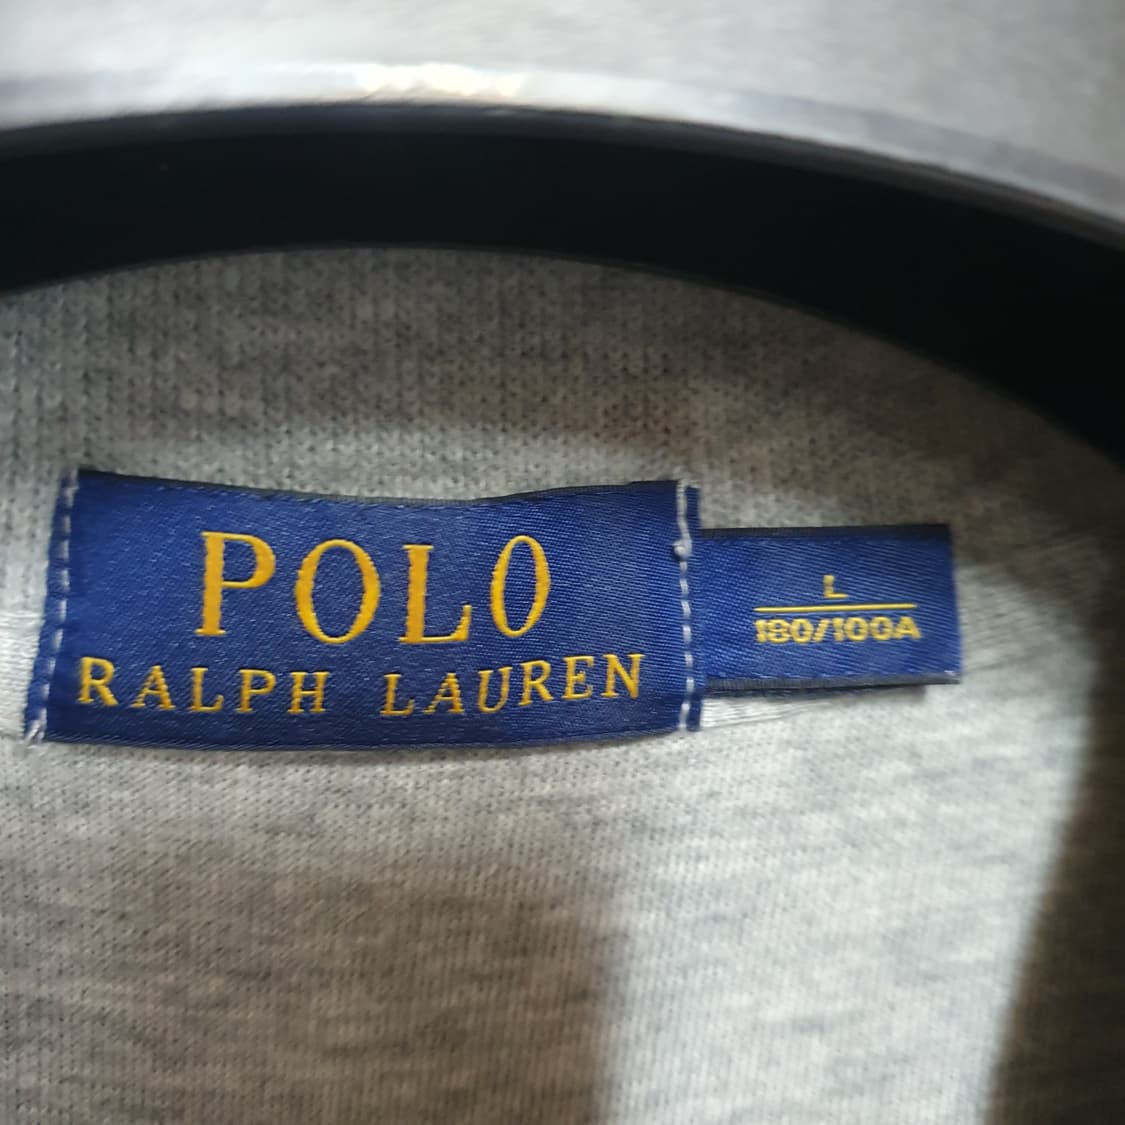 POLO
RALPH LAUREN
L
180/100A